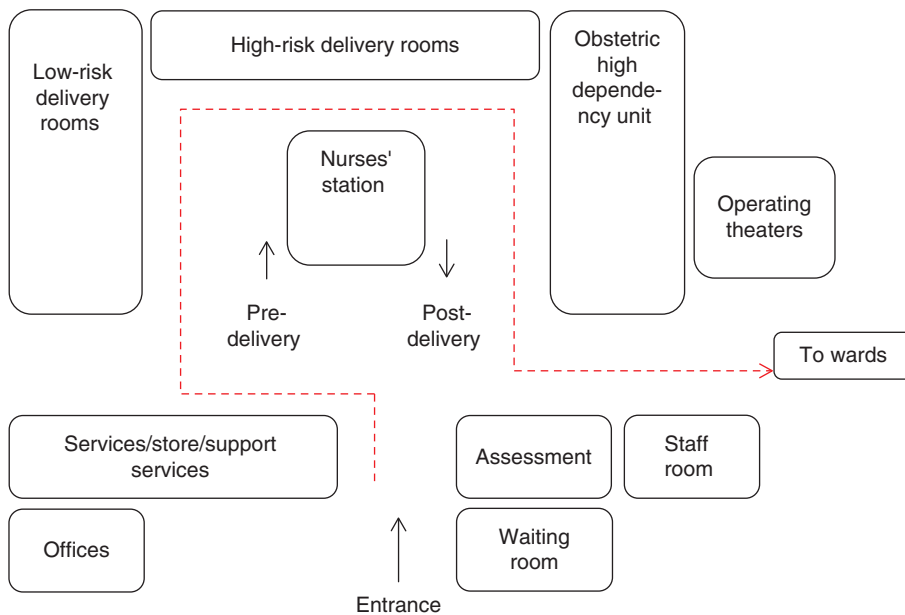 Low-risk
delivery
rooms
High-risk delivery rooms
Obstetric
high
depende-
ncy unit
Nurses'
station
Operating
theaters
Pre-
delivery
Post-
delivery
To wards
Services/store/support
services
Assessment
Staff
room
Offices
Waiting
room
Entrance